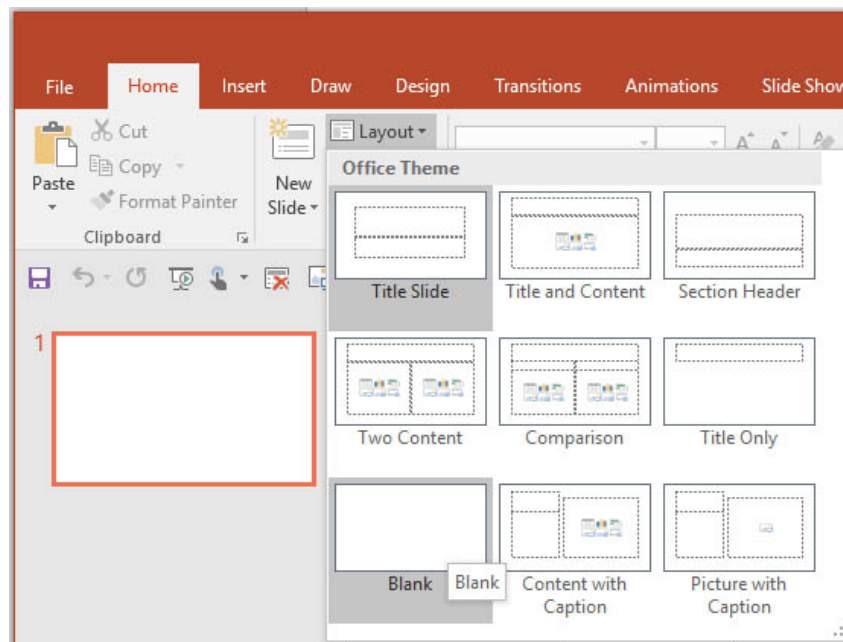 File Home Insert Draw Design Transitions Animations Slide Show
Cut
Layout
Copy
Paste
New
Slide
Format Painter
Clipboard
Office Theme
Title Slide Title and Content Section Header
1
Two Content Comparison Title Only
Blank Blank Content with
Caption
Picture with
Caption